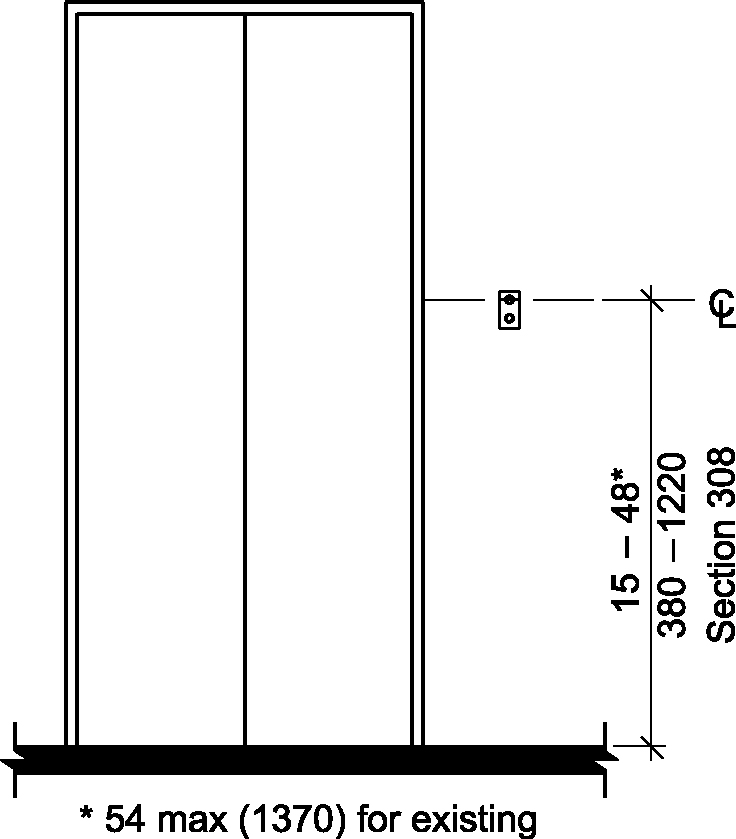 ℄
15 – 48*
380 – 1220
Section 308
* 54 max (1370) for existing